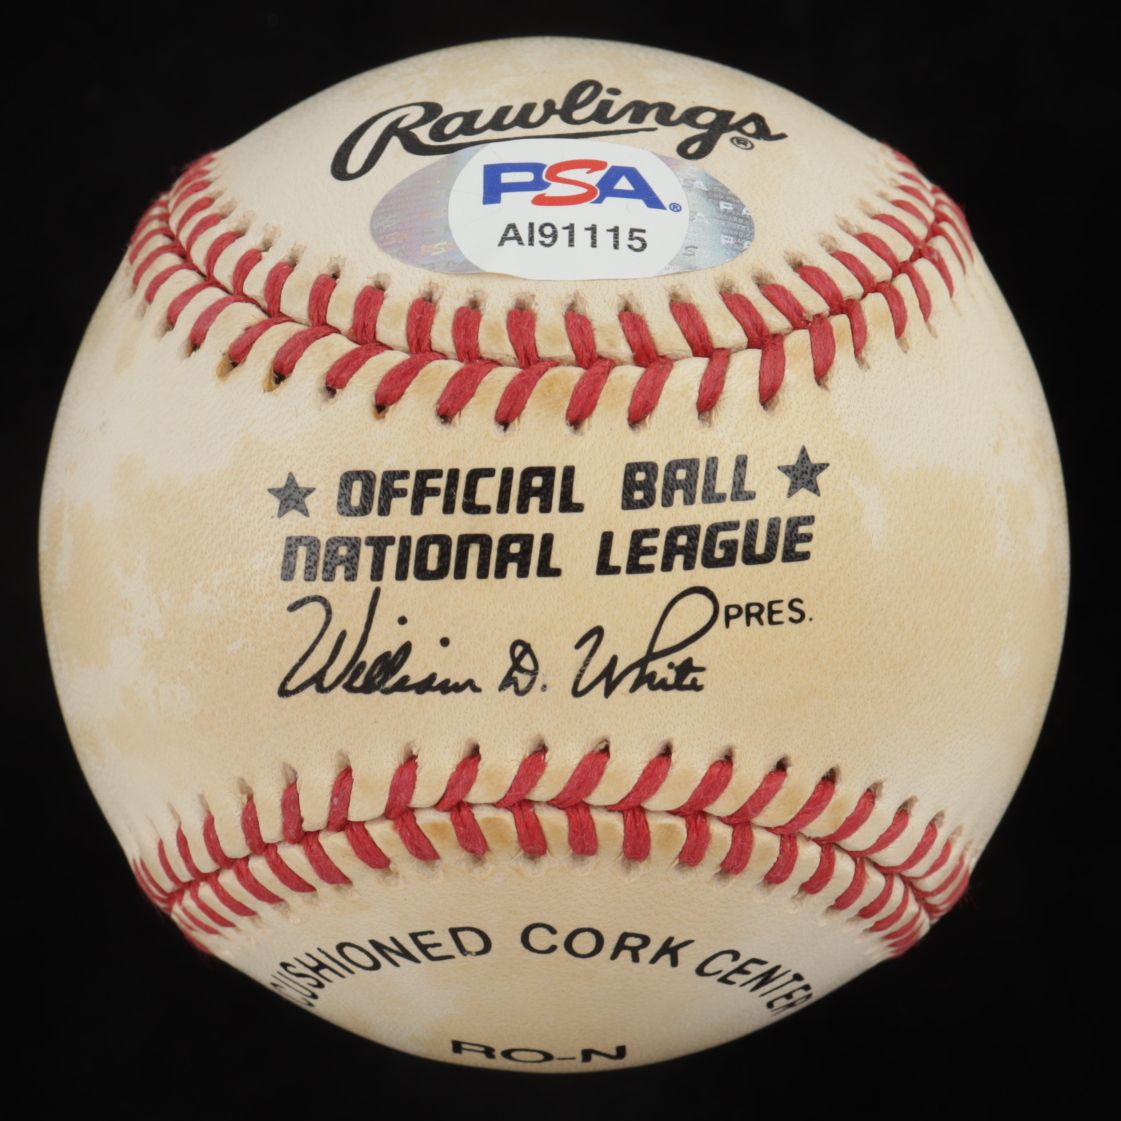 Rawlings®
PSA®
AI91115
★ OFFICIAL BALL ★
NATIONAL LEAGUE
William D. White PRES.
CUSHIONED CORK CENTER
RO-N